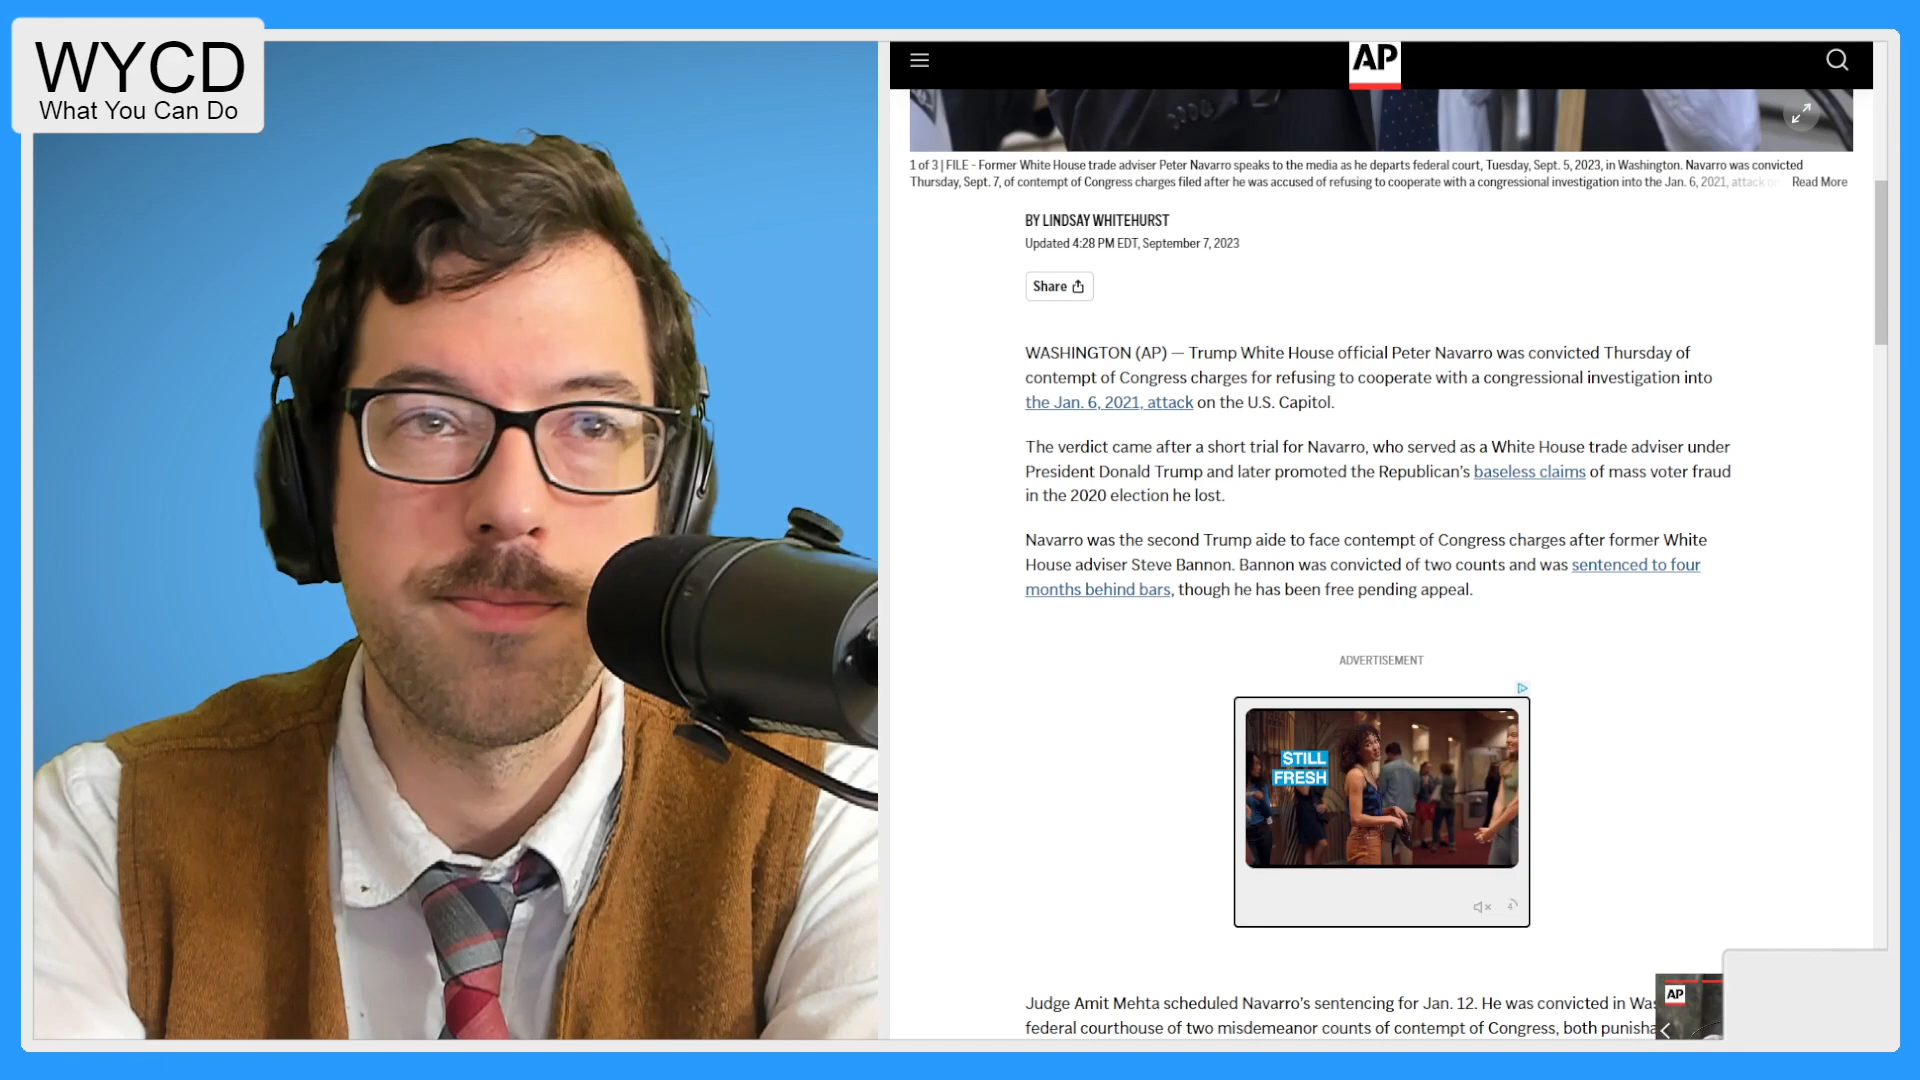 WYCD
What You Can Do
AP
1 of 3 | FILE - Former White House trade adviser Peter Navarro speaks to the media as he departs federal court, Tuesday, Sept. 5, 2023, in Washington. Navarro was convicted
Thursday, Sept. 7, of contempt of Congress charges filed after he was accused of refusing to cooperate with a congressional investigation into the Jan. 6, 2021, attack on Read More
BY LINDSAY WHITEHURST
Updated 4:28 PM EDT, September 7, 2023
Share
WASHINGTON (AP) — Trump White House official Peter Navarro was convicted Thursday of
contempt of Congress charges for refusing to cooperate with a congressional investigation into
the Jan. 6, 2021, attack on the U.S. Capitol.
The verdict came after a short trial for Navarro, who served as a White House trade adviser under
President Donald Trump and later promoted the Republican's baseless claims of mass voter fraud
in the 2020 election he lost.
Navarro was the second Trump aide to face contempt of Congress charges after former White
House adviser Steve Bannon. Bannon was convicted of two counts and was sentenced to four
months behind bars, though he has been free pending appeal.
ADVERTISEMENT
STILL
FRESH
4
Judge Amit Mehta scheduled Navarro's sentencing for Jan. 12. He was convicted in Was
federal courthouse of two misdemeanor counts of contempt of Congress, both punisha
AP